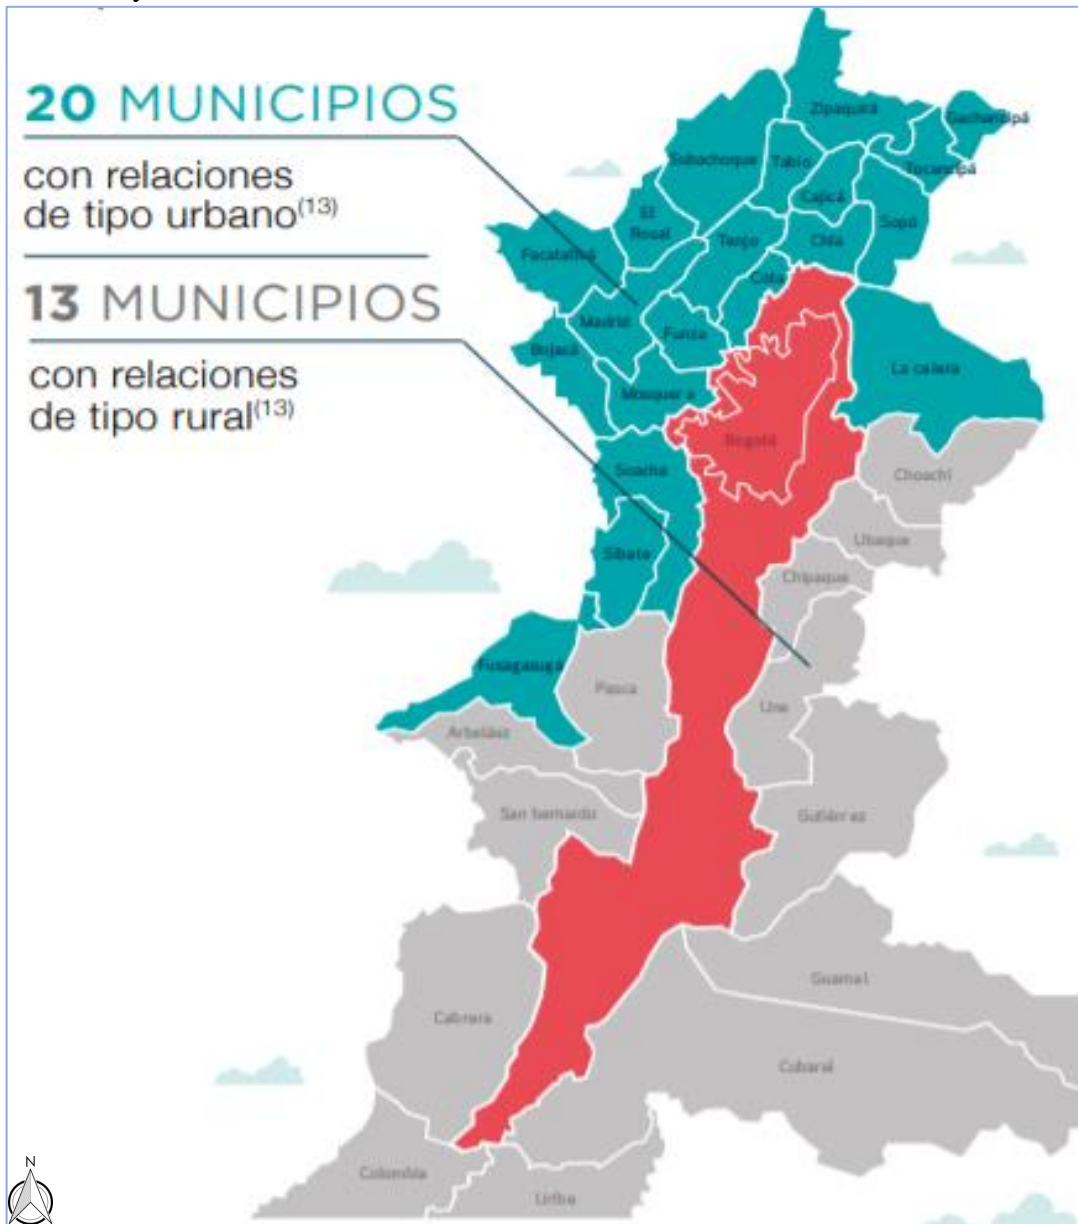 20 MUNICIPIOS
con relaciones
de tipo urbano(13)
13 MUNICIPIOS
con relaciones
de tipo rural(13)
Zipaquirá
Gachancipá
Subachoque
Tabio
Tocancipá
Cajicá
El
Rosal
Sopó
Tenjo
Chía
Facatativá
Cota
Madrid
Funza
Bojacá
La calera
Mosquera
Bogotá
Soacha
Choachí
Ubaque
Sibate
Chipaque
Fusagasugá
Pasca
Une
Arbeláez
San bernardo
Gutiérrez
Guamal
Cabrera
Cubaral
Colombia
Uribe
N